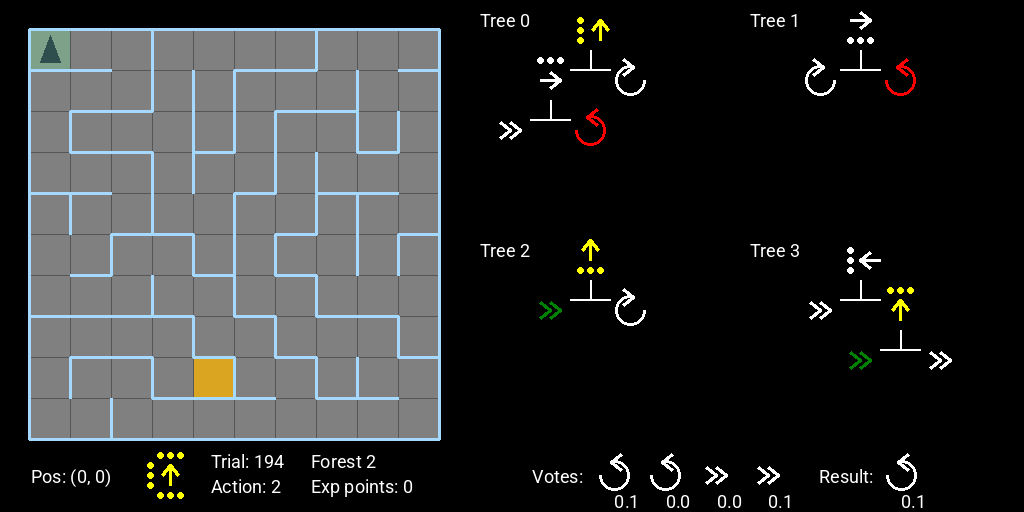 Tree 0
Tree 1
Tree 2
Tree 3
Pos: (0, 0)
Trial: 194
Forest 2
Action: 2
Exp points: 0
Votes:
0.1
0.0
0.0
0.1
Result:
0.1